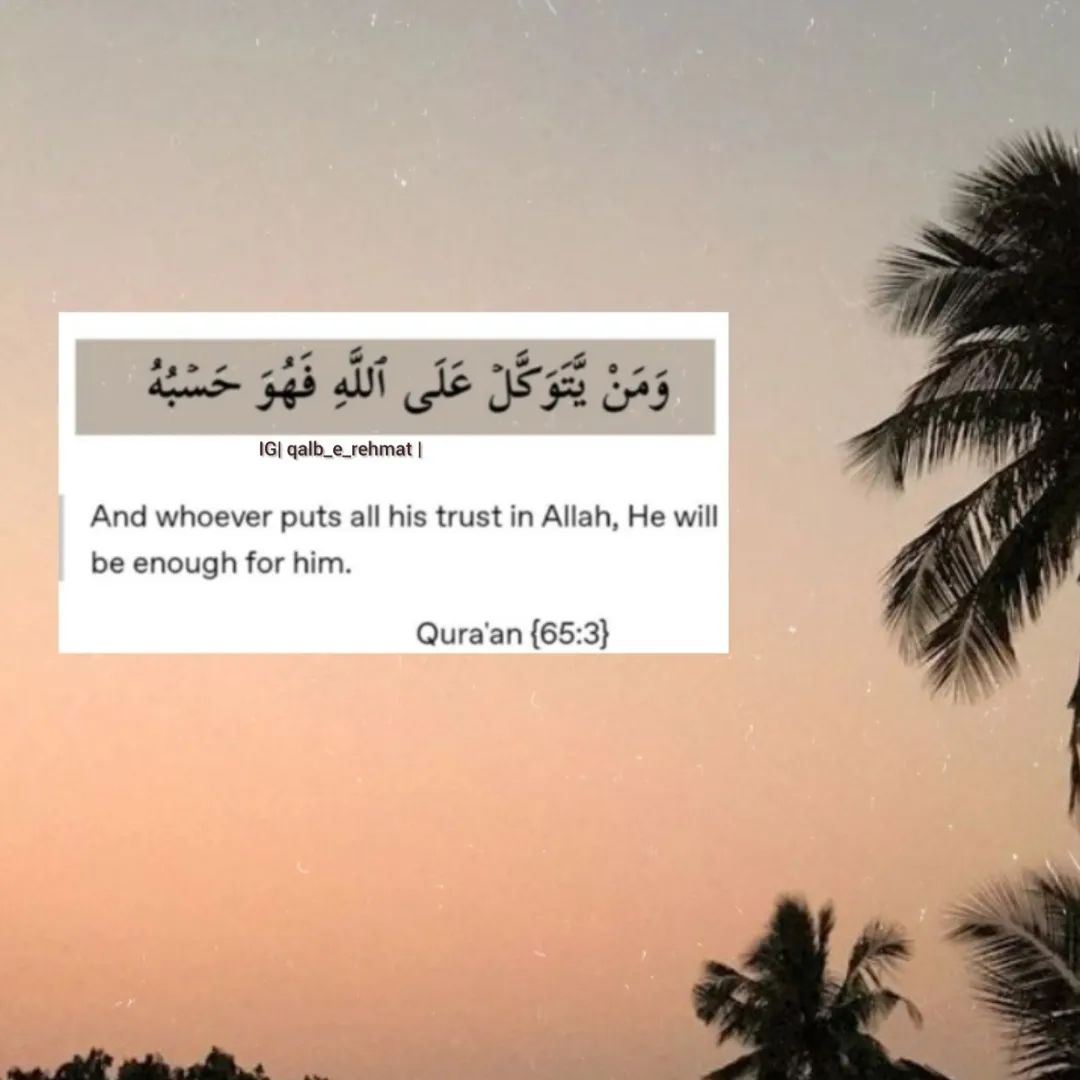 وَمَنْ يَّتَوَكَّلْ عَلَى ٱللَّهِ فَهُوَ حَسْبُهُ
IG| qalb_e_rehmat |
And whoever puts all his trust in Allah, He will
be enough for him.
Qura'an {65:3}